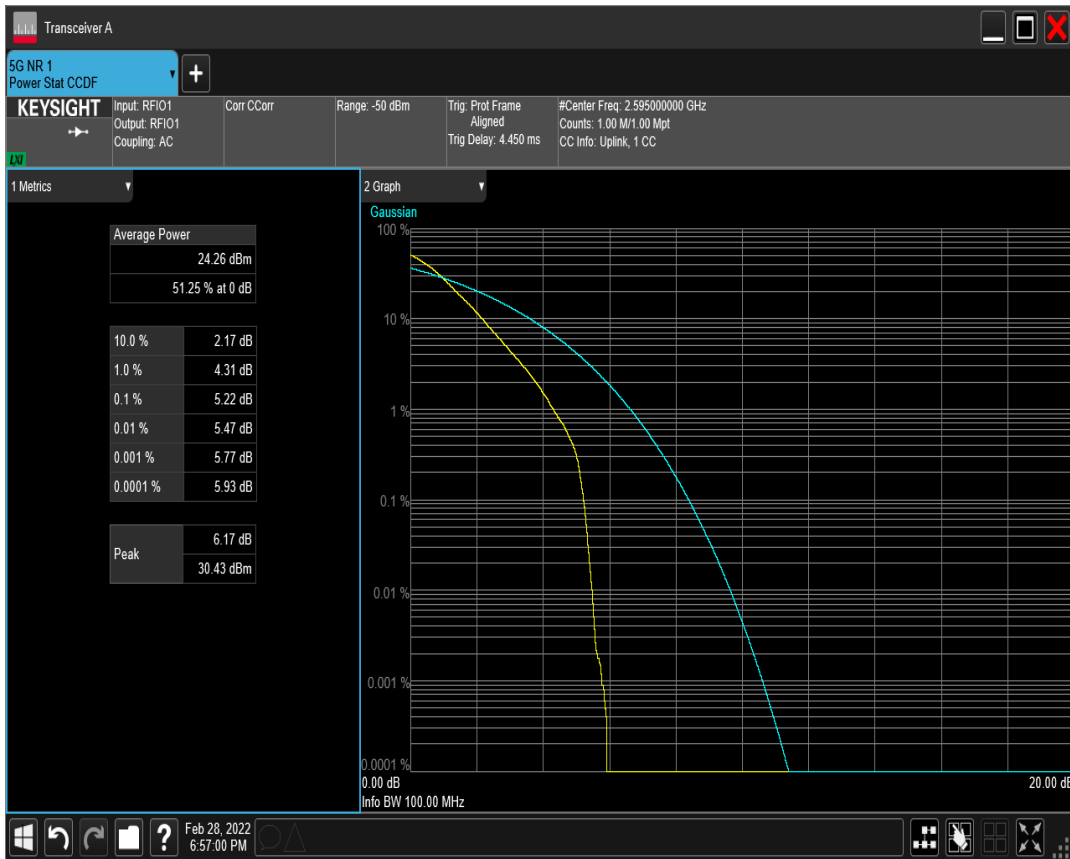 Transceiver A
5G NR 1
Power Stat CCDF
+
KEYSIGHT
LXI
Input: RFIO1
Output: RFIO1
Coupling: AC
Corr CCorr
Range: -50 dBm
Trig: Prot Frame
Aligned
Trig Delay: 4.450 ms
#Center Freq: 2.595000000 GHz
Counts: 1.00 M/1.00 Mpt
CC Info: Uplink, 1 CC
1 Metrics
Average Power
24.26 dBm
51.25 % at 0 dB
10.0 % 2.17 dB
1.0 % 4.31 dB
0.1 % 5.22 dB
0.01 % 5.47 dB
0.001 % 5.77 dB
0.0001 % 5.93 dB
Peak 6.17 dB
30.43 dBm
2 Graph
Gaussian
100 %
10 %
1 %
0.1 %
0.01 %
0.001 %
0.0001 %
0.00 dB 20.00 dB
Info BW 100.00 MHz
?
Feb 28, 2022
6:57:00 PM